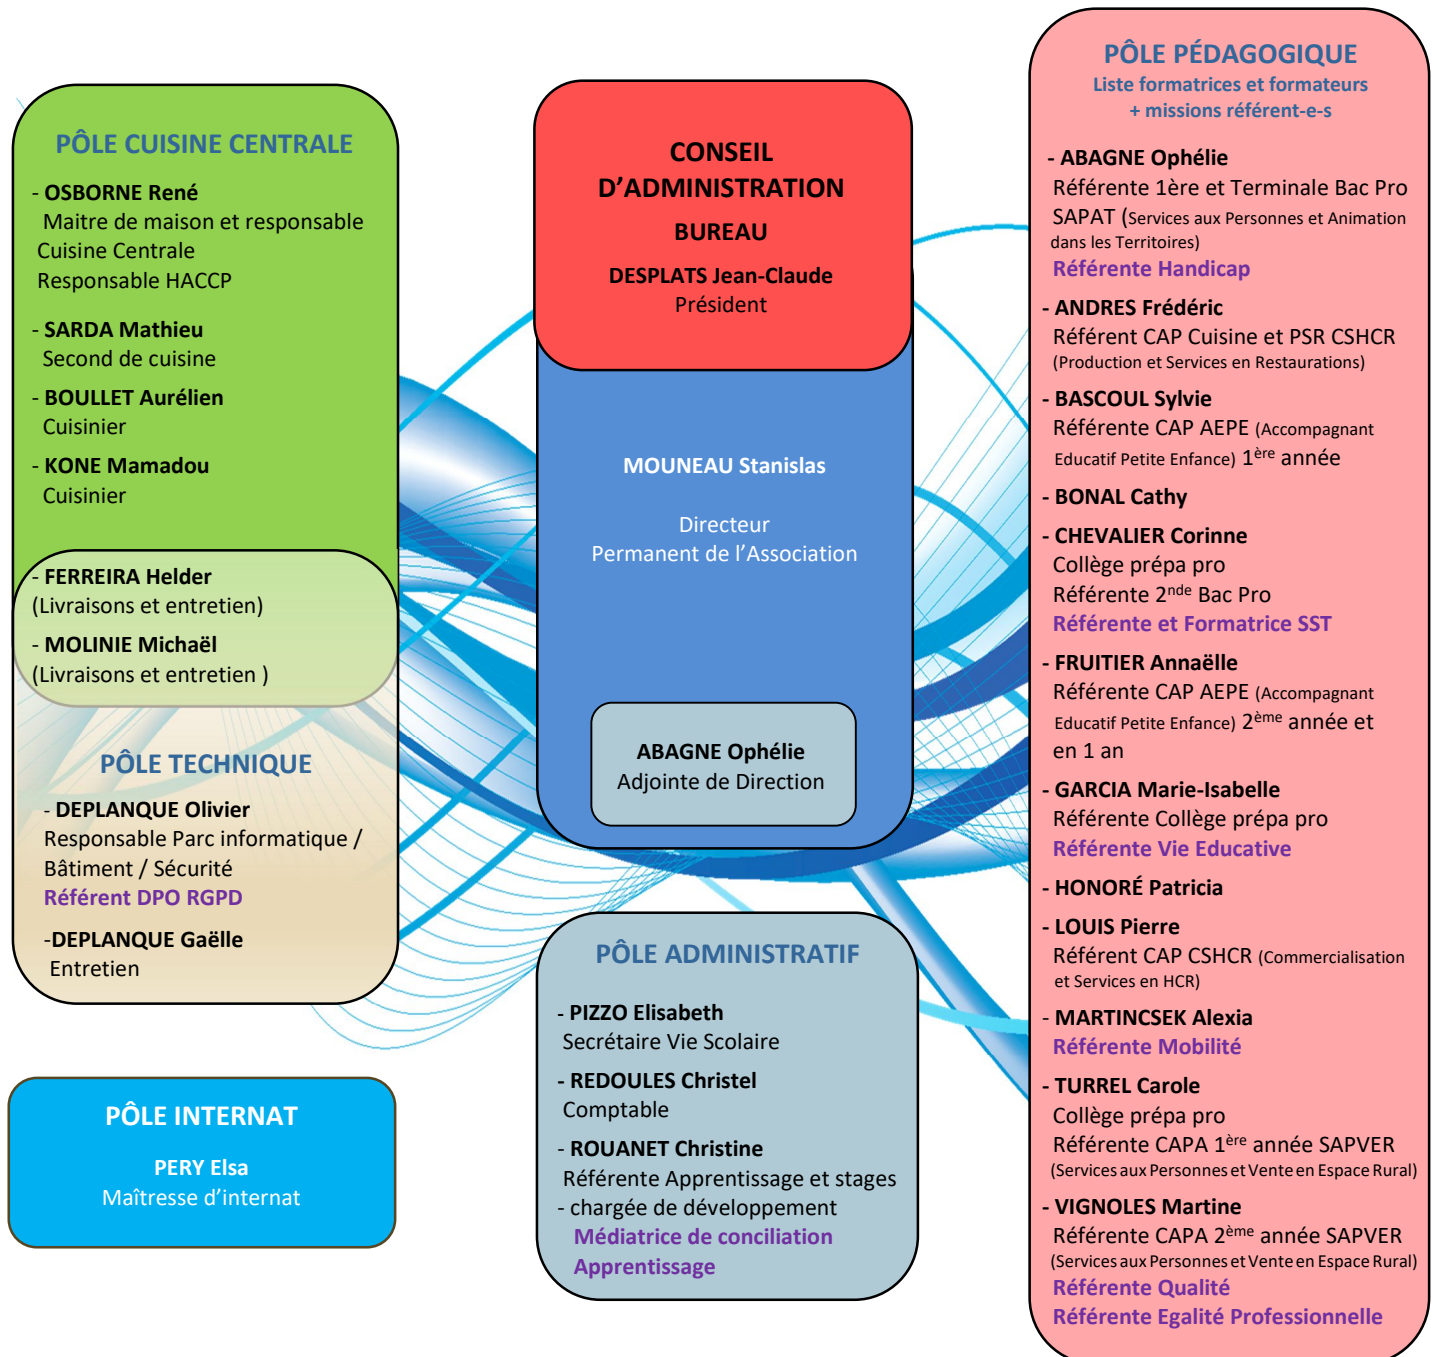 PÔLE CUISINE CENTRALE
- OSBORNE René
Maitre de maison et responsable
Cuisine Centrale
Responsable HACCP
- SARDA Mathieu
Second de cuisine
- BOULLET Aurélien
Cuisinier
- KONE Mamadou
Cuisinier
- FERREIRA Helder
(Livraisons et entretien)
- MOLINIE Michaël
(Livraisons et entretien )
PÔLE TECHNIQUE
- DEPLANQUE Olivier
Responsable Parc informatique /
Bâtiment / Sécurité
Référent DPO RGPD
-DEPLANQUE Gaëlle
Entretien
PÔLE INTERNAT
PERY Elsa
Maîtresse d’internat
CONSEIL
D’ADMINISTRATION
BUREAU
DESPLATS Jean-Claude
Président
MOUNEAU Stanislas
Directeur
Permanent de l’Association
ABAGNE Ophélie
Adjointe de Direction
PÔLE ADMINISTRATIF
- PIZZO Elisabeth
Secrétaire Vie Scolaire
- REDOULES Christel
Comptable
- ROUANET Christine
Référente Apprentissage et stages
- chargée de développement
Médiatrice de conciliation
Apprentissage
PÔLE PÉDAGOGIQUE
Liste formatrices et formateurs
+ missions référent-e-s
- ABAGNE Ophélie
Référente 1ère et Terminale Bac Pro
SAPAT (Services aux Personnes et Animation
dans les Territoires)
Référente Handicap
- ANDRES Frédéric
Référent CAP Cuisine et PSR CSHCR
(Production et Services en Restaurations)
- BASCOUL Sylvie
Référente CAP AEPE (Accompagnant
Educatif Petite Enfance) 1ère année
- BONAL Cathy
- CHEVALIER Corinne
Collège prépa pro
Référente 2nde Bac Pro
Référente et Formatrice SST
- FRUITIER Annaëlle
Référente CAP AEPE (Accompagnant
Educatif Petite Enfance) 2ème année et
en 1 an
- GARCIA Marie-Isabelle
Référente Collège prépa pro
Référente Vie Educative
- HONORÉ Patricia
- LOUIS Pierre
Référent CAP CSHCR (Commercialisation
et Services en HCR)
- MARTINCSEK Alexia
Référente Mobilité
- TURREL Carole
Collège prépa pro
Référente CAPA 1ère année SAPVER
(Services aux Personnes et Vente en Espace Rural)
- VIGNOLES Martine
Référente CAPA 2ème année SAPVER
(Services aux Personnes et Vente en Espace Rural)
Référente Qualité
Référente Egalité Professionnelle